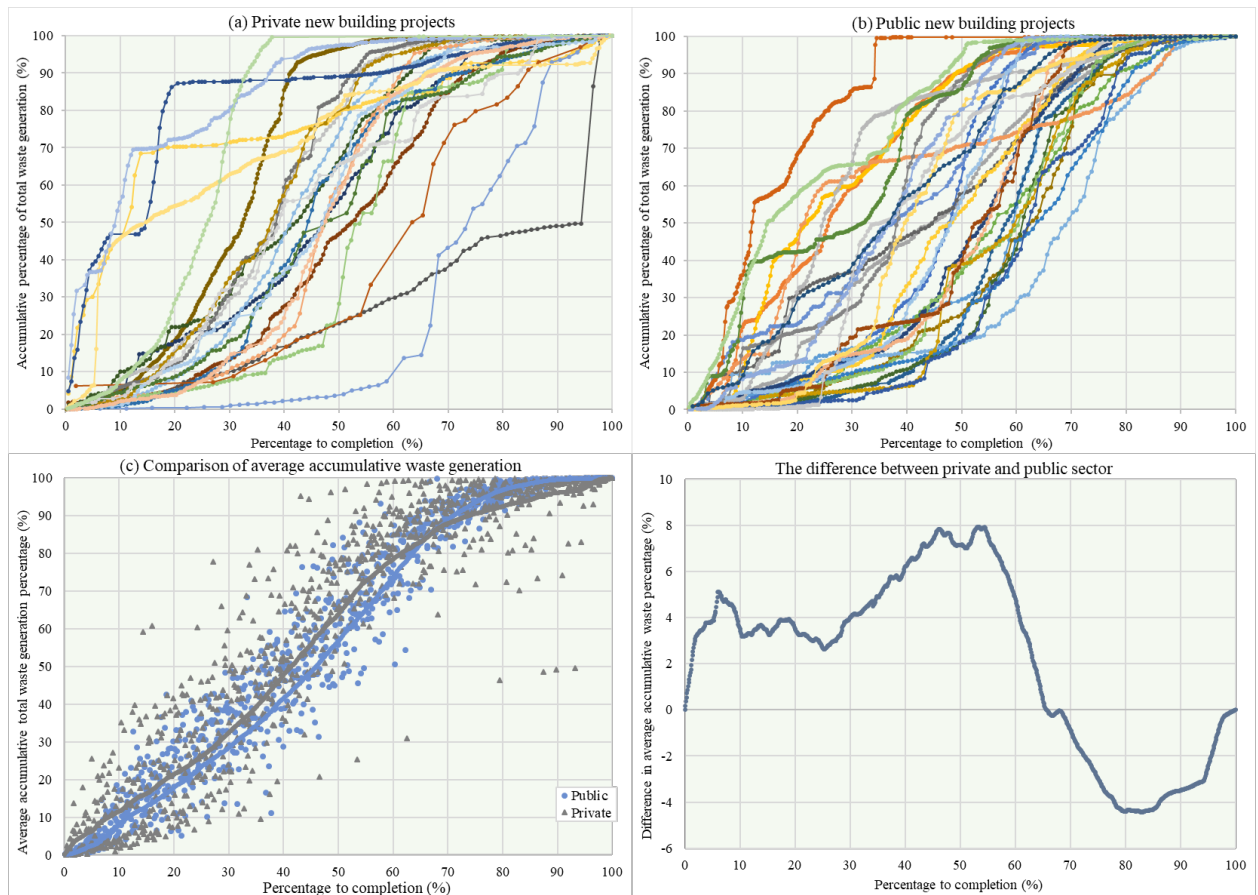 (a) Private new building projects
Accumulative percentage of total waste generation (%)
100
90
80
70
60
50
40
30
20
10
0
0 10 20 30 40 50 60 70 80 90 100
Percentage to completion (%)
(b) Public new building projects
Accumulative percentage of total waste generation (%)
100
90
80
70
60
50
40
30
20
10
0
0 10 20 30 40 50 60 70 80 90 100
Percentage to completion (%)
(c) Comparison of average accumulative waste generation
Average accumulative total waste generation percentage (%)
100
90
80
70
60
50
40
30
20
10
0
Public
Private
0 10 20 30 40 50 60 70 80 90 100
Percentage to completion (%)
The difference between private and public sector
Difference in average accumulative waste percentage (%)
10
8
6
4
2
0
-2
-4
-6
0 10 20 30 40 50 60 70 80 90 100
Percentage to completion (%)